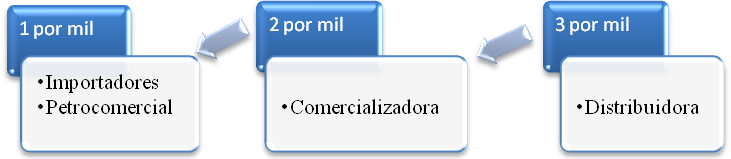 1 por mil
•Importadores
•Petrocomercial
2 por mil
•Comercializadora
3 por mil
•Distribuidora